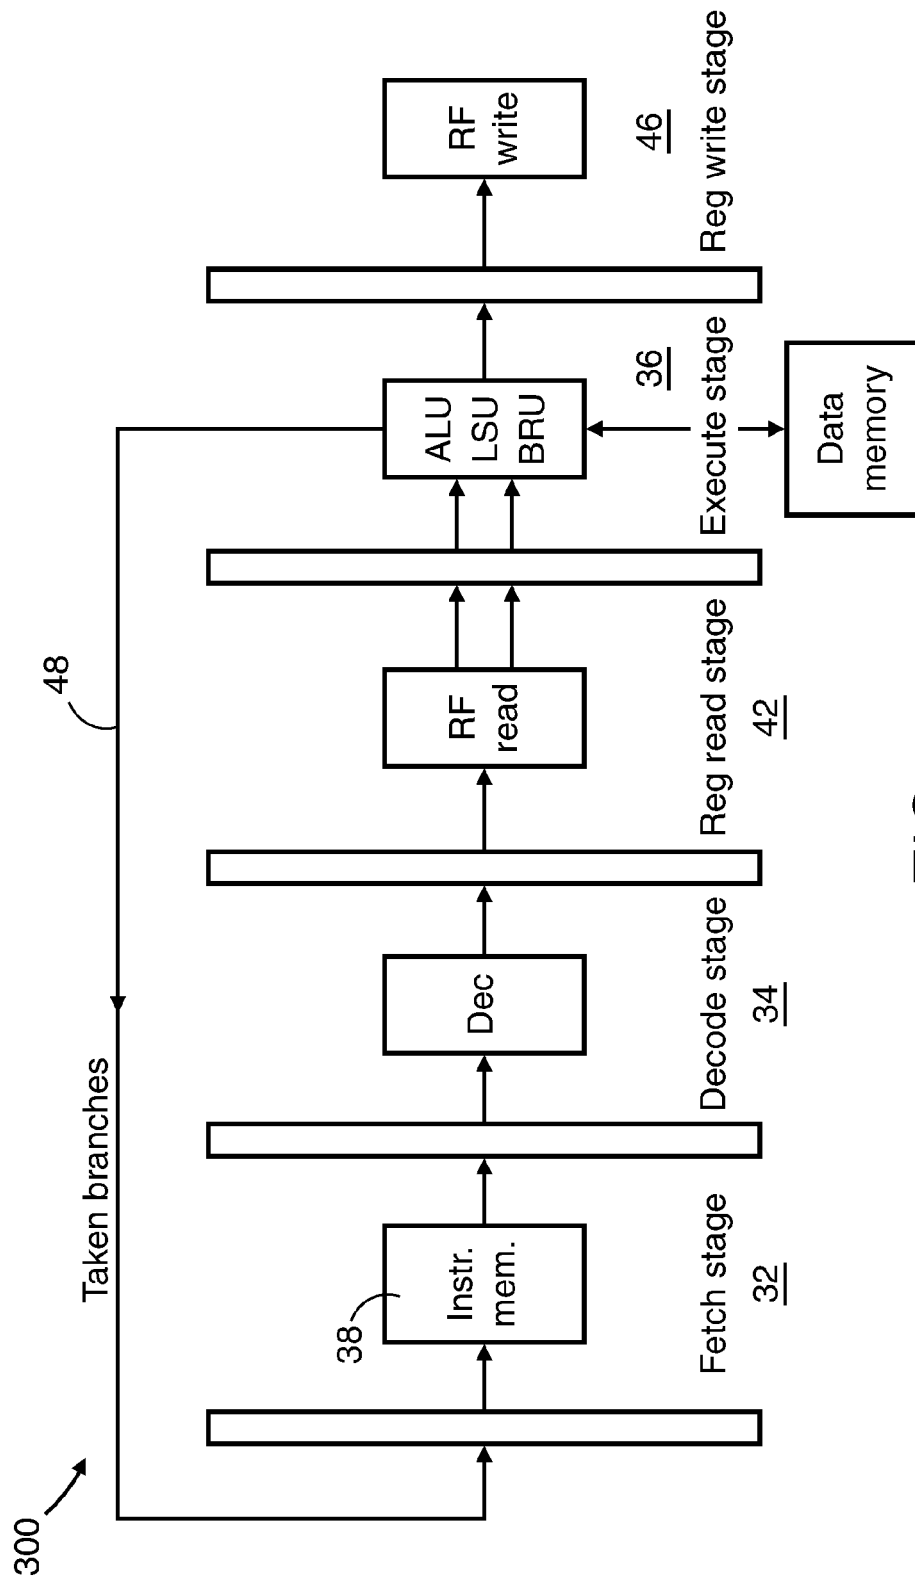 300
48
Taken branches
38
Instr.
mem.
Dec
RF
read
ALU
LSU
BRU
RF
write
Fetch stage
32
Decode stage
34
Reg read stage
42
36
Execute stage
46
Reg write stage
Data
memory